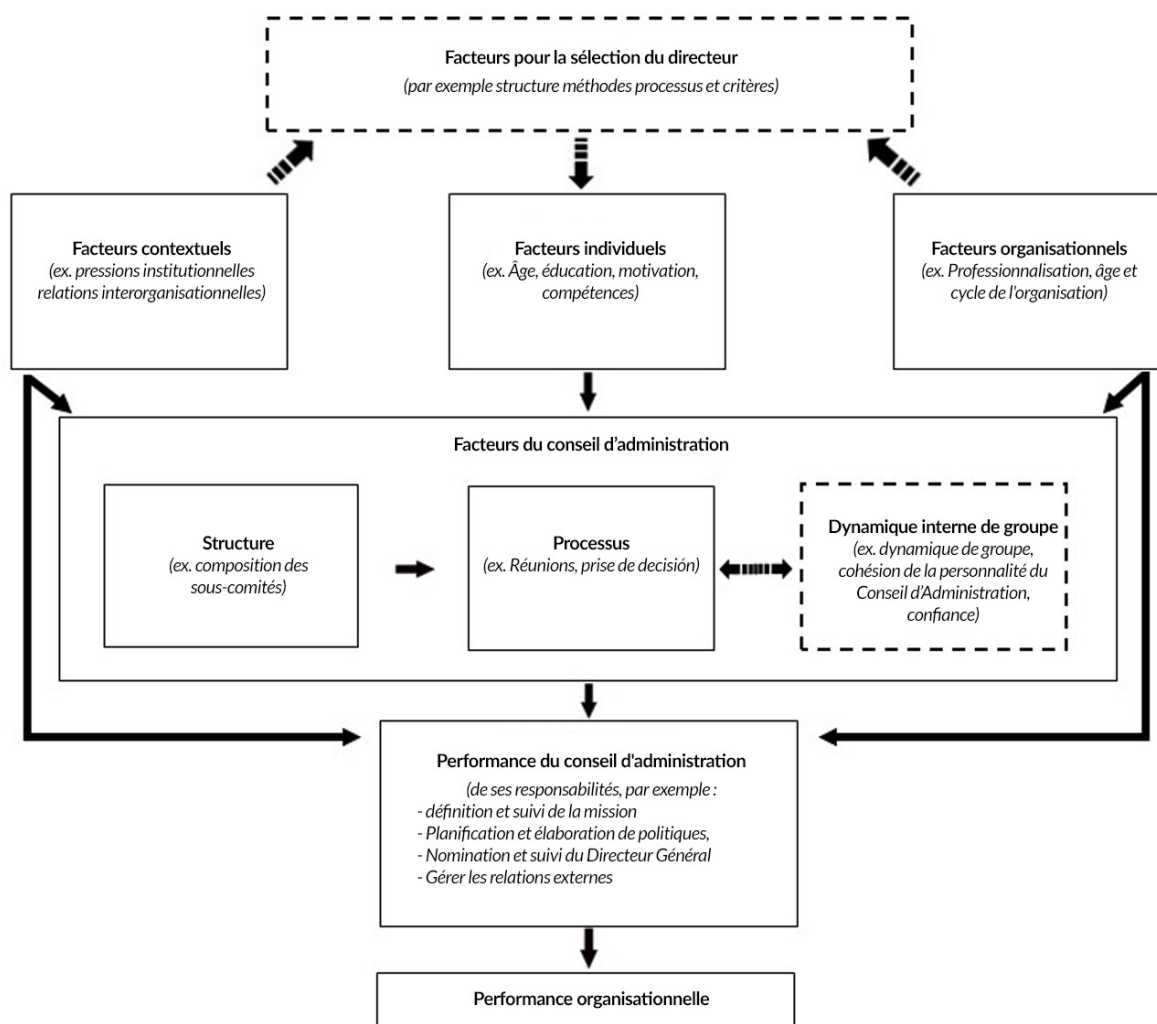 Facteurs pour la sélection du directeur
(par exemple structure méthodes processus et critères)
Facteurs contextuels
(ex. pressions institutionnelles
relations interorganisationnelles)
Facteurs individuels
(ex. Âge, éducation, motivation,
compétences)
Facteurs organisationnels
(ex. Professionnalisation, âge et
cycle de l'organisation)
Facteurs du conseil d’administration
Structure
(ex. composition des
sous-comités)
Processus
(ex. Réunions, prise de decisión)
Dynamique interne de groupe
(ex. dynamique de groupe,
cohésion de la personnalité du
Conseil d’Administration,
confiance)
Performance du conseil d'administration
(de ses responsabilités, par exemple :
- définition et suivi de la mission
- Planification et élaboration de politiques,
- Nomination et suivi du Directeur Général
- Gérer les relations externes
Performance organisationnelle